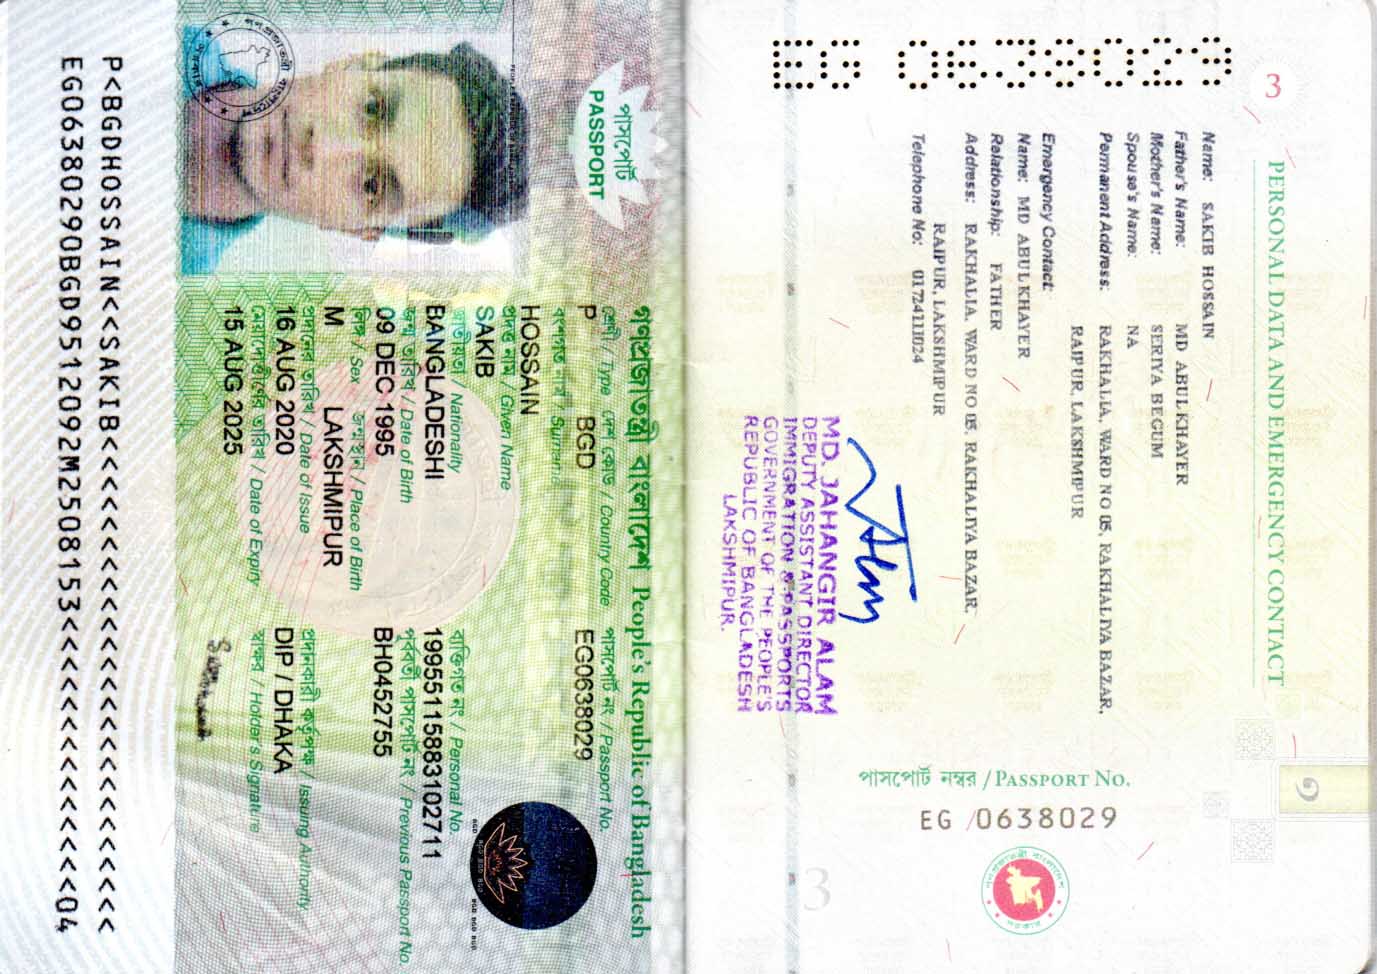 গণপ্রজাতন্ত্রী বাংলাদেশ People's Republic of Bangladesh
পাসপোর্ট
PASSPORT
শ্রেণী / Type দেশ কোড / Country Code পাসপোর্ট নং / Passport No.
P BGD EG0638029
বংশগত নাম / Surname
HOSSAIN
প্রদত্ত নাম / Given Name
SAKIB
জাতীয়তা / Nationality ব্যক্তিগত নং / Personal No.
BANGLADESHI 19955115883102711
জন্ম তারিখ / Date of Birth পূর্ববর্তী পাসপোর্ট নং / Previous Passport No.
09 DEC 1995 BH0452755
লিঙ্গ / Sex জন্মস্থান / Place of Birth
M LAKSHMIPUR
প্রদানের তারিখ / Date of Issue প্রদানকারী কর্তৃপক্ষ / Issuing Authority
16 AUG 2020 DIP / DHAKA
মেয়াদোত্তীর্ণের তারিখ / Date of Expiry স্বাক্ষর / Holder's Signature
15 AUG 2025
P<BGDHOSSAIN<<SAKIB<<<<<<<<<<<<<<<<<<<<<<<<<
EG06380290BGD9512092M2508153<<<<<<<<<<<<<<04
3
PERSONAL DATA AND EMERGENCY CONTACT
Name: SAKIB HOSSAIN
Father's Name: MD ABUL KHAYER
Mother's Name: SERIYA BEGUM
Spouse's Name: NA
Permanent Address: RAKHALIA, WARD NO 05, RAKHALIYA BAZAR,
RAIPUR, LAKSHMIPUR
Emergency Contact:
Name: MD ABUL KHAYER
Relationship: FATHER
Address: RAKHALIA, WARD NO 05, RAKHALIYA BAZAR,
RAIPUR, LAKSHMIPUR
Telephone No:
MD. JAHANGIR ALAM
DEPUTY ASSISTANT DIRECTOR
IMMIGRATION & PASSPORTS
GOVERNMENT OF THE PEOPLE'S
REPUBLIC OF BANGLADESH
LAKSHMIPUR.
EG 0638029
৩
পাসপোর্ট নম্বর / PASSPORT No.
EG 0638029
3